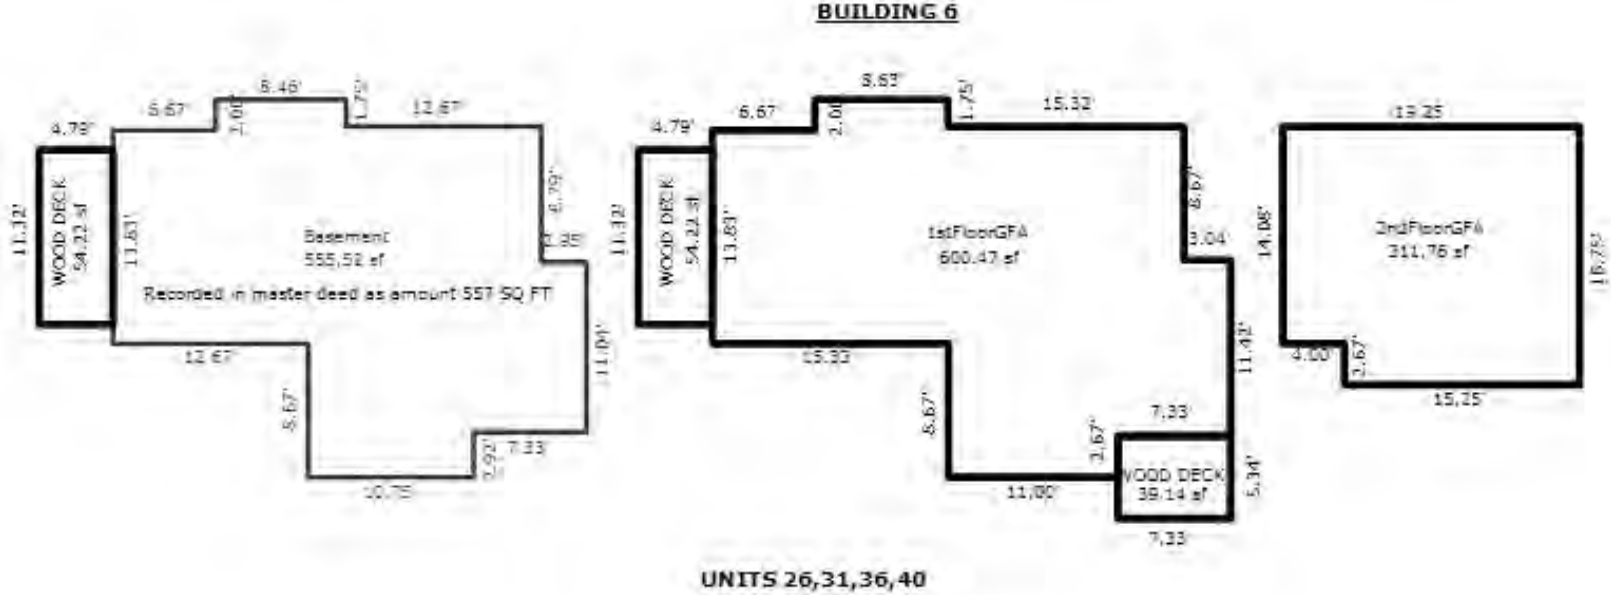 BUILDING 6
8.46'
6.67'
2.00'
1.75'
12.67'
4.79'
11.32'
WOOD DECK
54.22 sf
13.83'
8.79'
Basement
555.52 sf
Recorded in master deed as amount 557 SQ FT
12.67'
8.67'
11.04'
2.92'
7.33'
10.75'
8.63'
6.67'
2.00'
1.75'
15.32'
4.79'
11.32'
WOOD DECK
54.22 sf
13.83'
8.67'
3.04'
1stFloorGFA
600.47 sf
15.33'
8.67'
11.42'
7.33'
2.67'
WOOD DECK
39.14 sf
5.34'
11.00'
7.33'
19.25'
14.08'
2ndFloorGFA
311.76 sf
16.75'
4.00'
2.67'
15.25'
UNITS 26,31,36,40